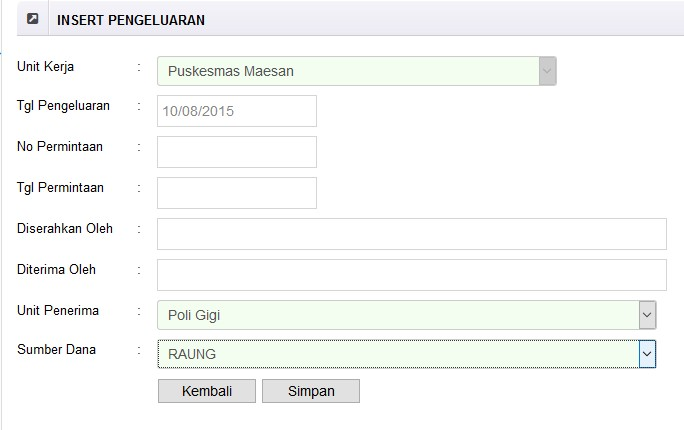 INSERT PENGELUARAN
Unit Kerja : Puskesmas Maesan
Tgl Pengeluaran : 10/08/2015
No Permintaan :
Tgl Permintaan :
Diserahkan Oleh :
Diterima Oleh :
Unit Penerima : Poli Gigi
Sumber Dana : RAUNG
Kembali Simpan